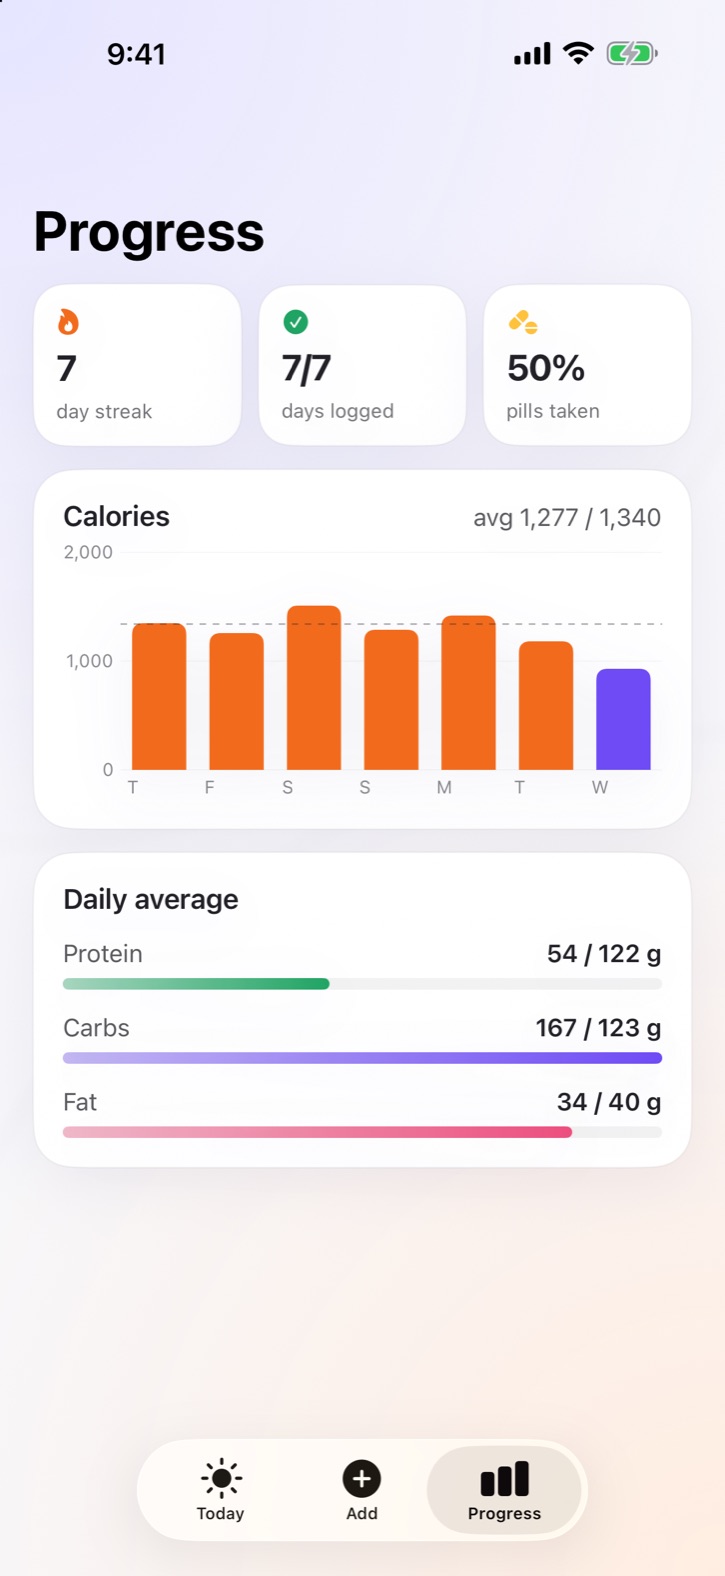 9:41
Progress
7
day streak
7/7
days logged
50%
pills taken
Calories
avg 1,277 / 1,340
2,000
1,000
0
T F S S M T W
Daily average
Protein 54 / 122 g
Carbs 167 / 123 g
Fat 34 / 40 g
Today Add Progress